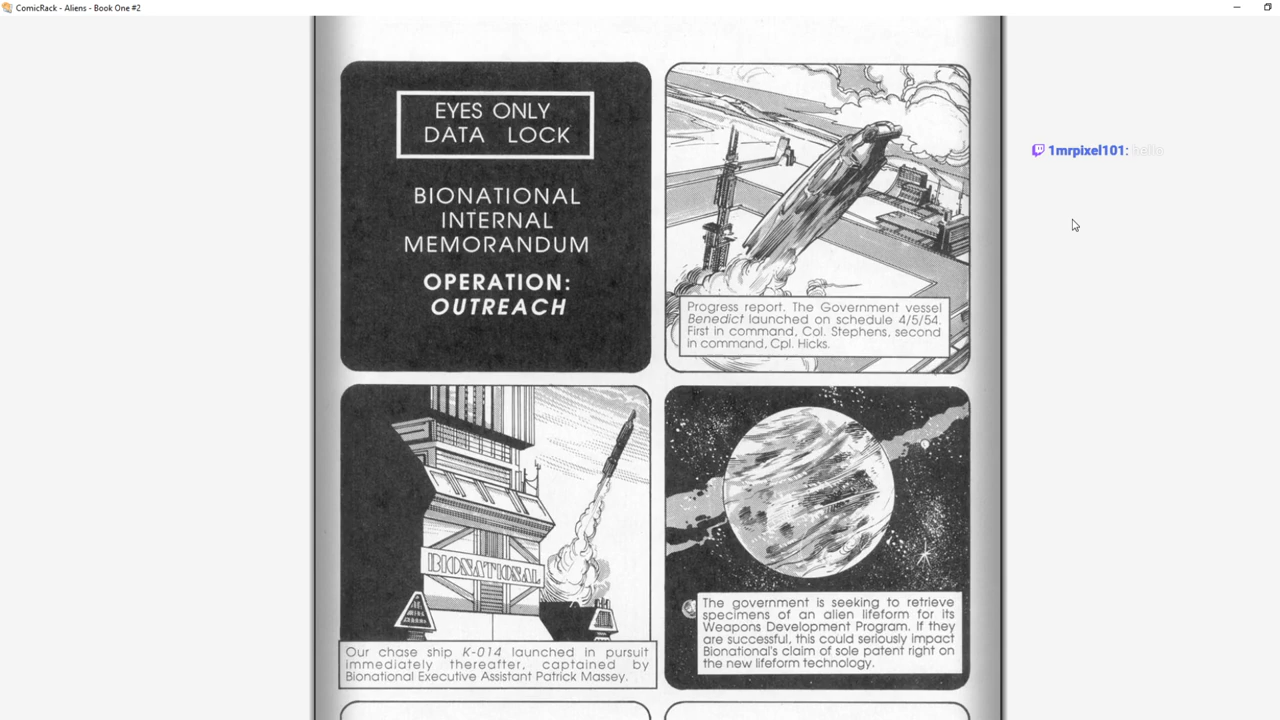 ComicRack - Aliens - Book One #2
EYES ONLY
DATA LOCK
BIONATIONAL
INTERNAL
MEMORANDUM
OPERATION:
OUTREACH
Progress report. The Government vessel
Benedict launched on schedule 4/5/54.
First in command, Col. Stephens, second
in command, Cpl. Hicks.
BIONATIONAL
Our chase ship K-014 launched in pursuit
immediately thereafter, captained by
Bionational Executive Assistant Patrick Massey.
The government is seeking to retrieve
specimens of an alien lifeform for its
Weapons Development Program. If they
are successful, this could seriously impact
Bionational's claim of sole patent right on
the new lifeform technology.
1mrpixel101: hello